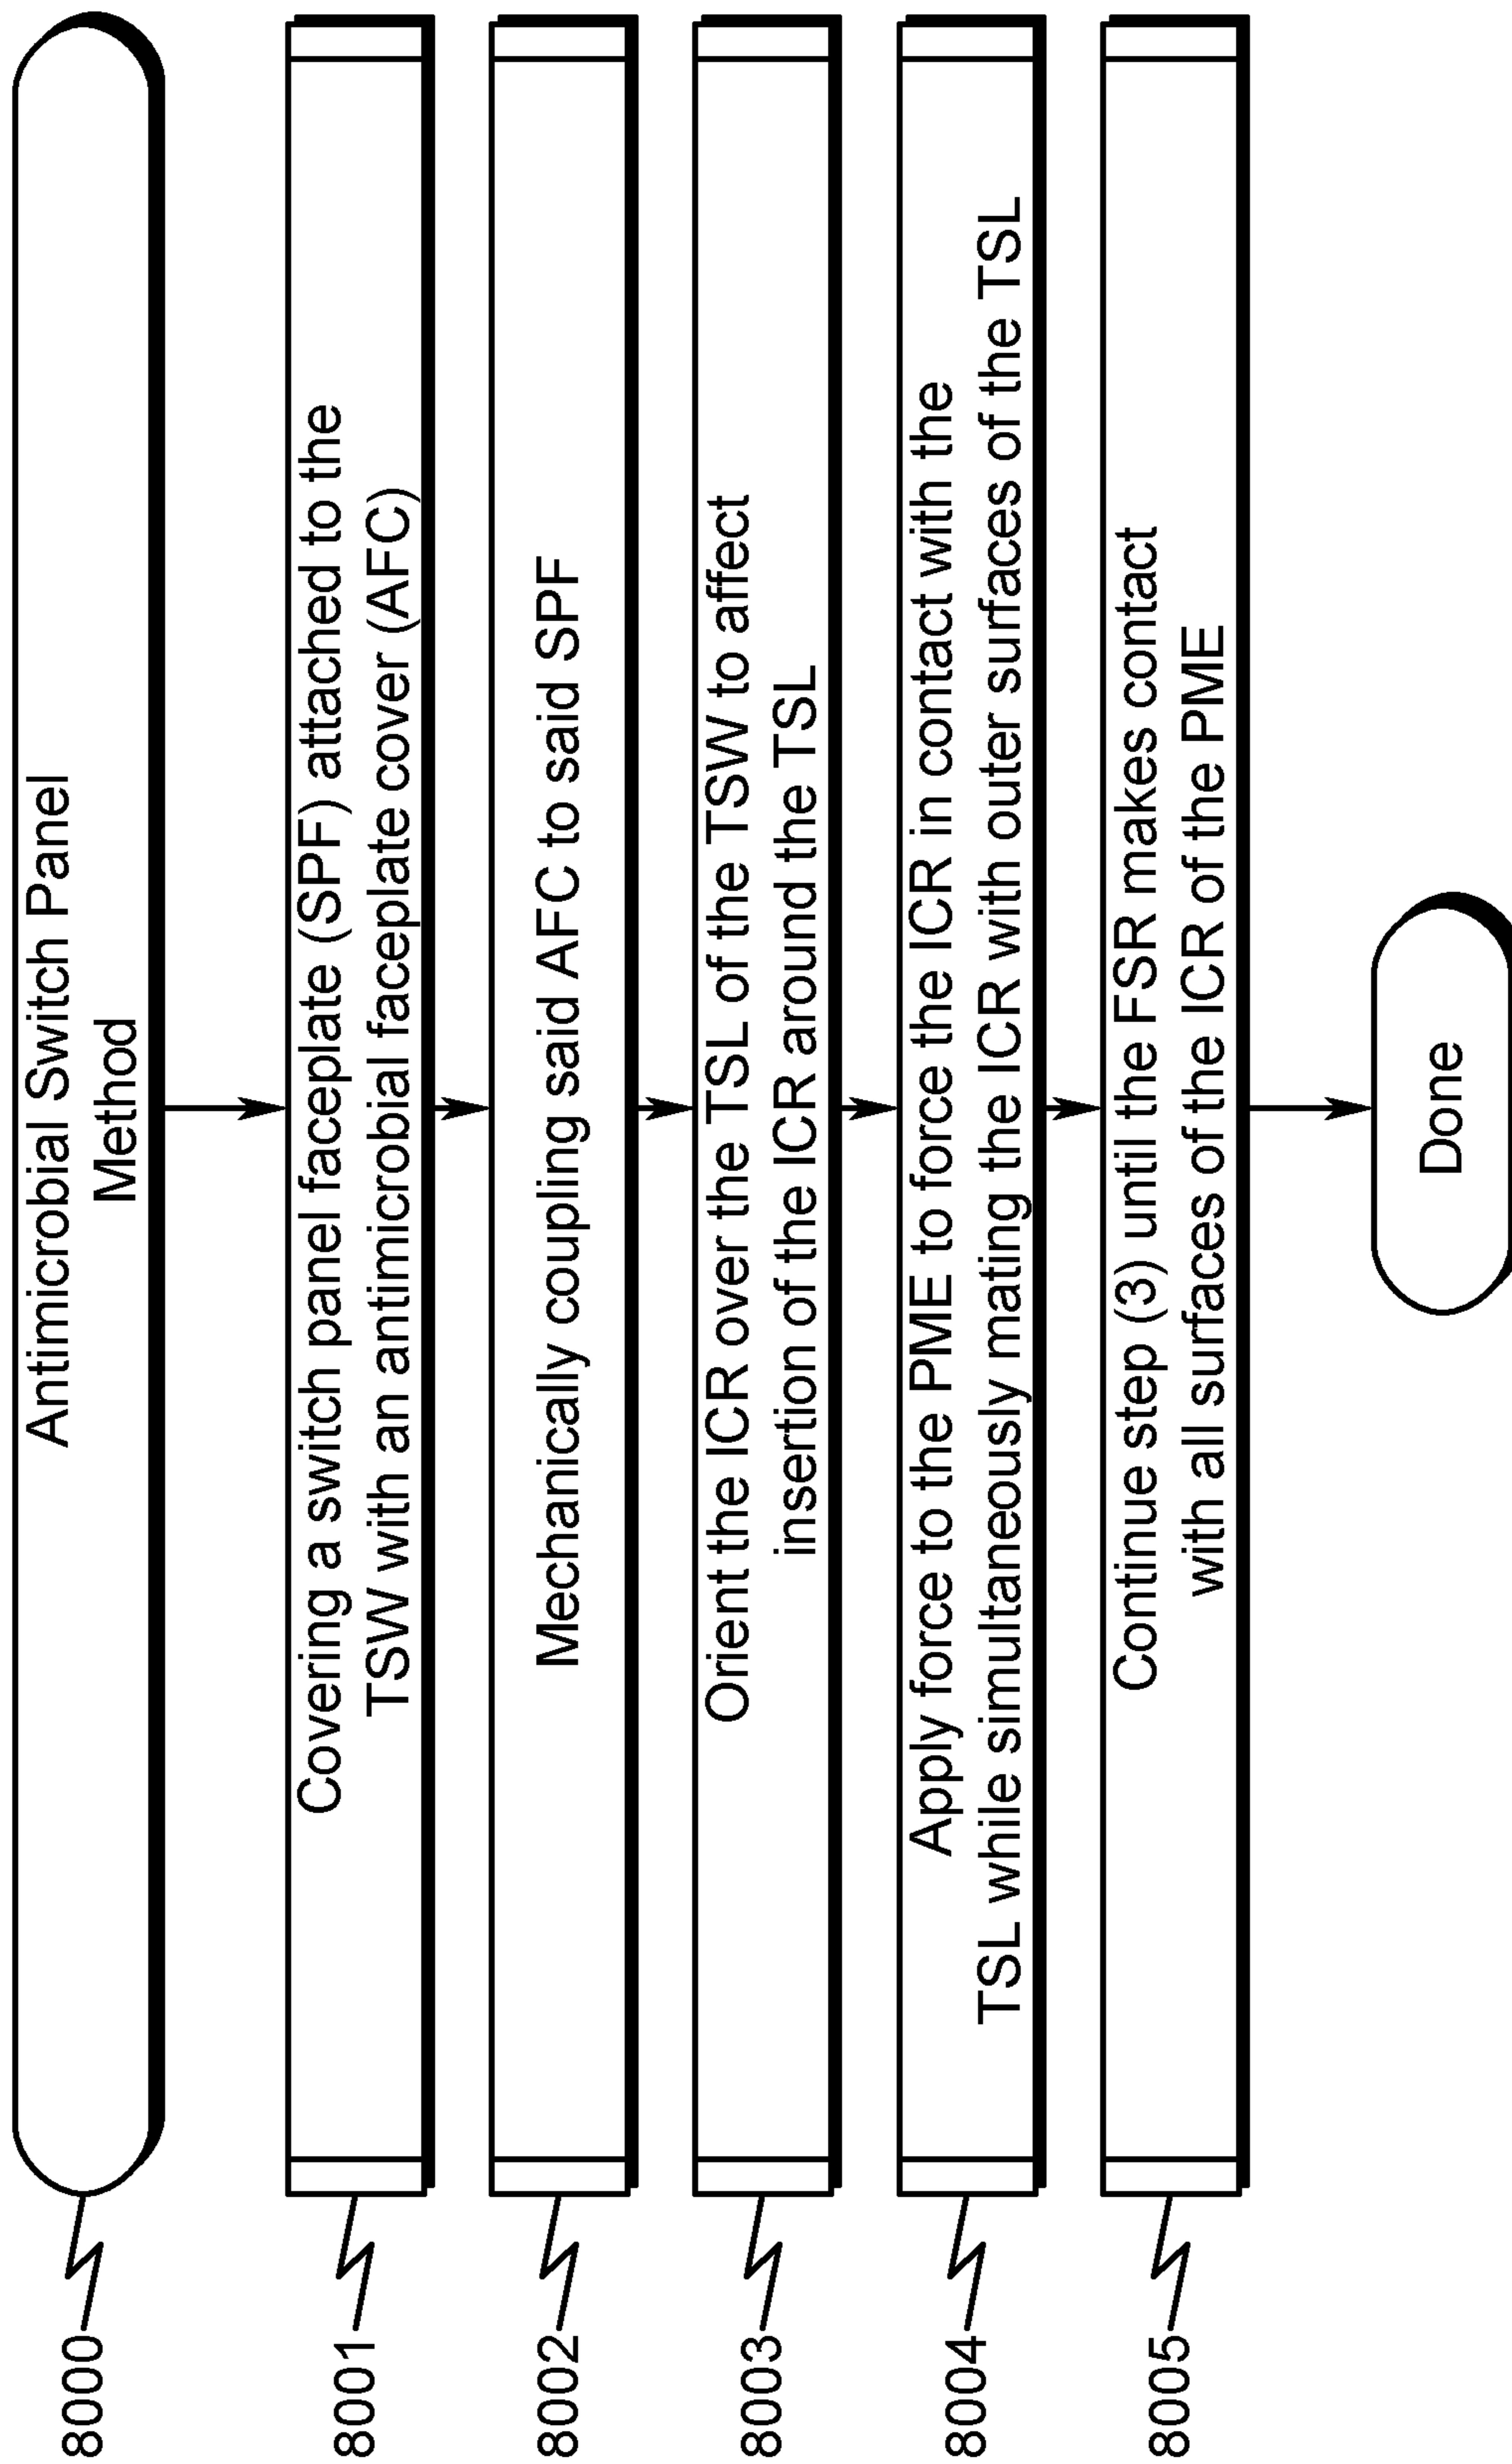 8000
Antimicrobial Switch Panel
Method
8001
Covering a switch panel faceplate (SPF) attached to the
TSW with an antimicrobial faceplate cover (AFC)
8002
Mechanically coupling said AFC to said SPF
8003
Orient the ICR over the TSL of the TSW to affect
insertion of the ICR around the TSL
8004
Apply force to the PME to force the ICR in contact with the
TSL while simultaneously mating the ICR with outer surfaces of the TSL
8005
Continue step (3) until the FSR makes contact
with all surfaces of the ICR of the PME
Done